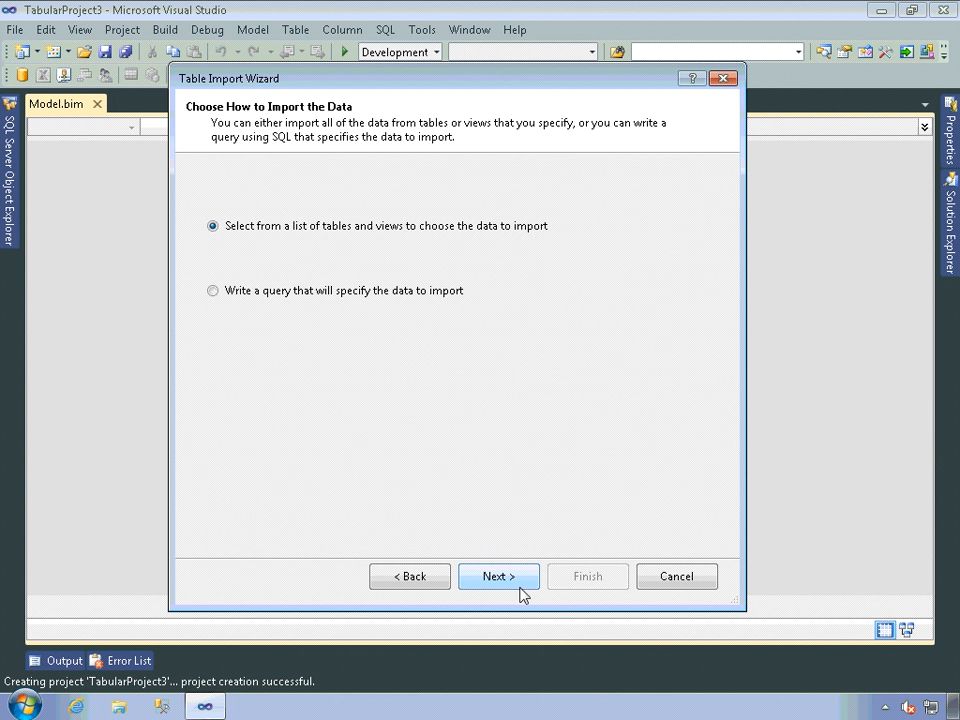 TabularProject3 - Microsoft Visual Studio
File Edit View Project Build Debug Model Table Column SQL Tools Window Help
Development
Model.bim
SQL Server Object Explorer
Properties
Solution Explorer
Table Import Wizard
Choose How to Import the Data
You can either import all of the data from tables or views that you specify, or you can write a
query using SQL that specifies the data to import.
Select from a list of tables and views to choose the data to import
Write a query that will specify the data to import
< Back Next > Finish Cancel
Output Error List
Creating project 'TabularProject3'... project creation successful.